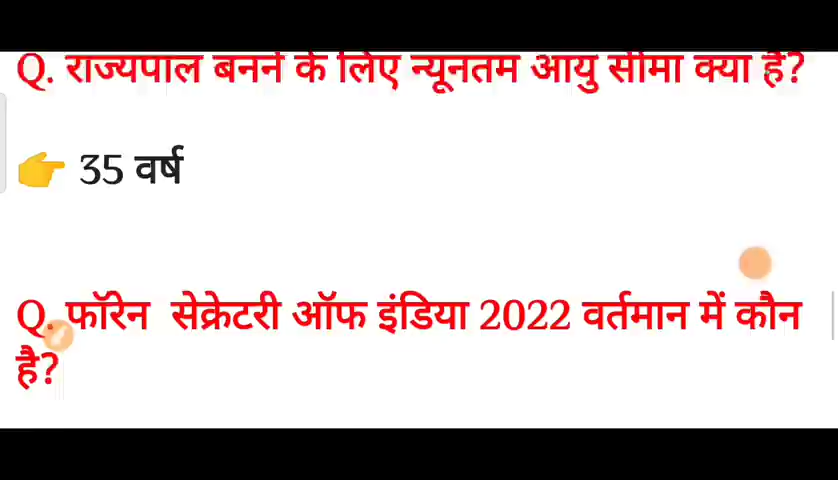 Q. राज्यपाल बनने के लिए न्यूनतम आयु सीमा क्या है?
👉 35 वर्ष
Q. फॉरेन सेक्रेटरी ऑफ इंडिया 2022 वर्तमान में कौन
है?